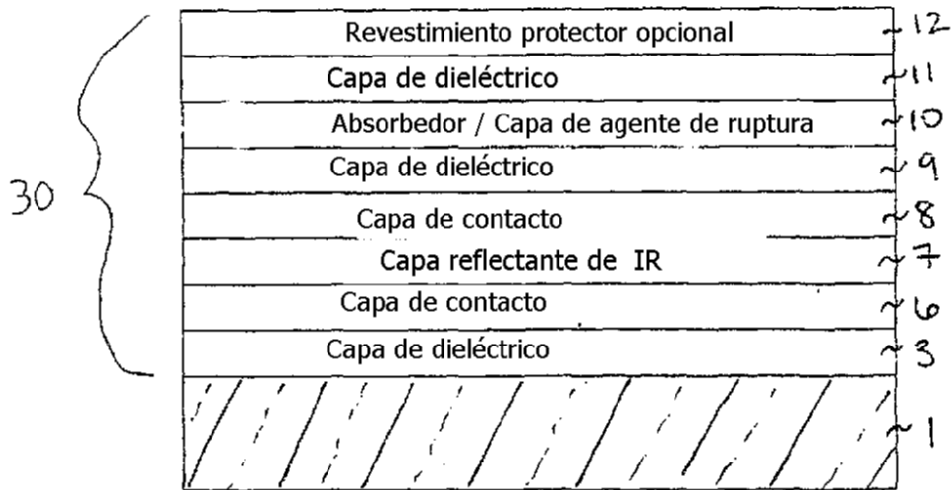 Revestimiento protector opcional ~ 12
Capa de dieléctrico ~ 11
Absorbedor / Capa de agente de ruptura ~ 10
Capa de dieléctrico ~ 9
30
Capa de contacto ~ 8
Capa reflectante de IR ~ 7
Capa de contacto ~ 6
Capa de dieléctrico ~ 3
~ 1